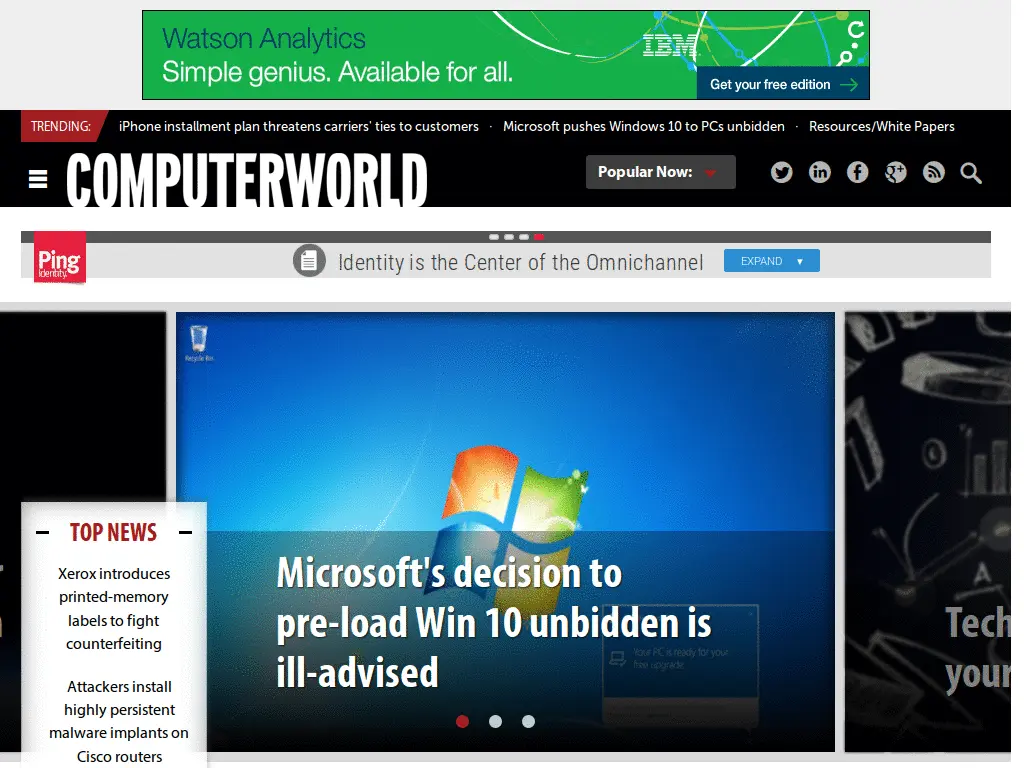 Watson Analytics
Simple genius. Available for all.
IBM
Get your free edition
TRENDING:
iPhone installment plan threatens carriers' ties to customers · Microsoft pushes Windows 10 to PCs unbidden · Resources/White Papers
COMPUTERWORLD
Popular Now:
in
f
g+
Ping
Identity
Identity is the Center of the Omnichannel
EXPAND
Recycle Bin
TOP NEWS
Xerox introduces
printed-memory
labels to fight
counterfeiting
Attackers install
highly persistent
malware implants on
Cisco routers
Microsoft's decision to
pre-load Win 10 unbidden is
ill-advised
Your PC is ready for your
free upgrade.
A
Tech
your